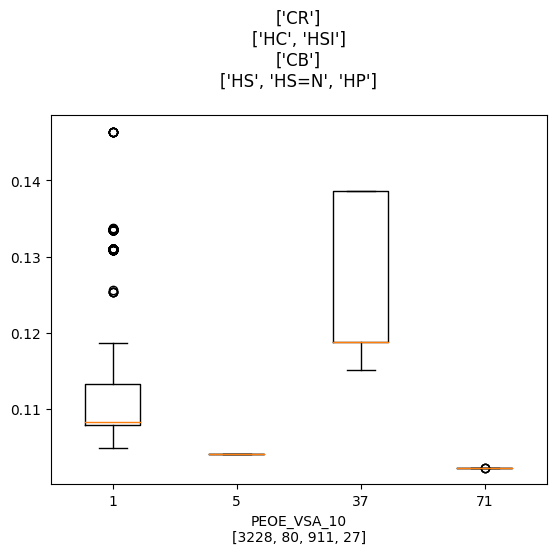 ['CR']
['HC', 'HSI']
['CB']
['HS', 'HS=N', 'HP']
0.14
0.13
0.12
0.11
1 5 37 71
PEOE_VSA_10
[3228, 80, 911, 27]